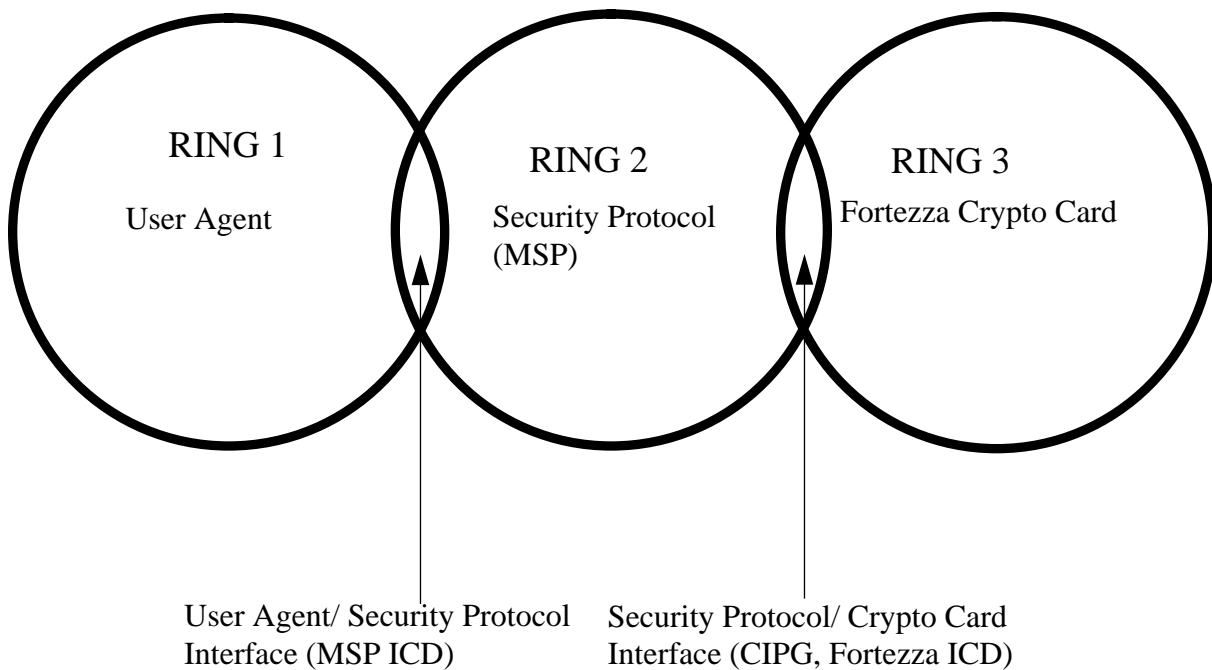 RING 1
User Agent
RING 2
Security Protocol
(MSP)
RING 3
Fortezza Crypto Card
User Agent/ Security Protocol
Interface (MSP ICD)
Security Protocol/ Crypto Card
Interface (CIPG, Fortezza ICD)